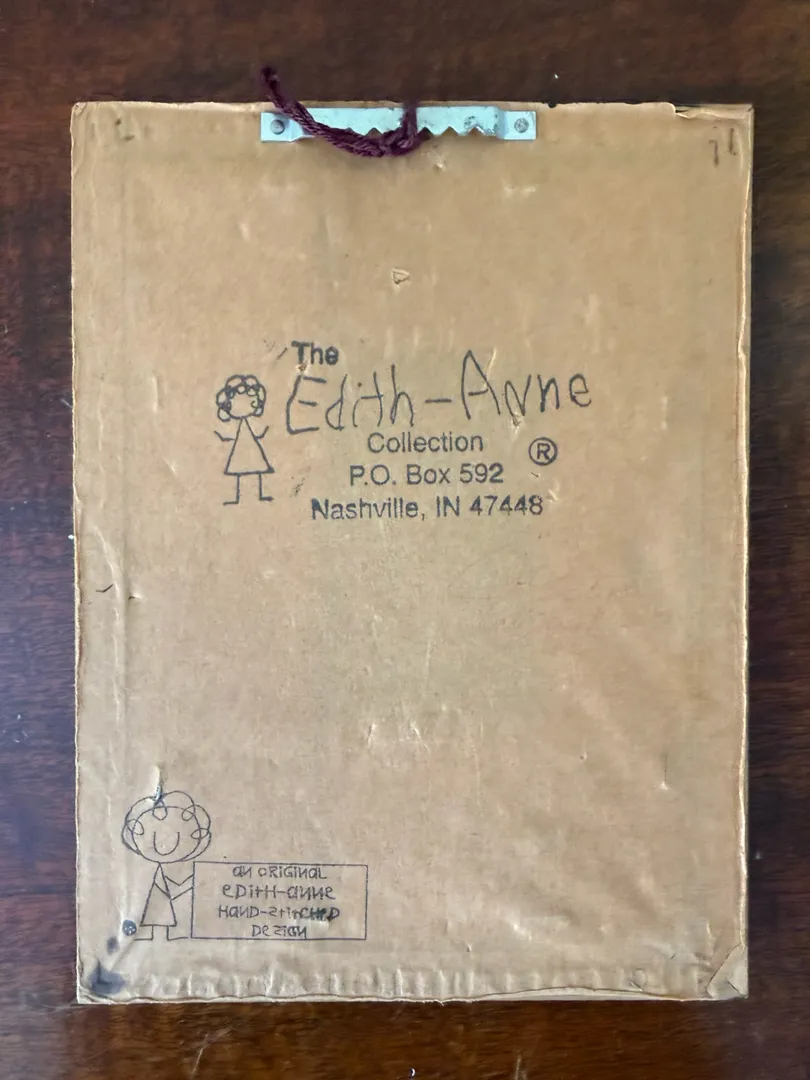 The
Edith-Anne
Collection ®
P.O. Box 592
Nashville, IN 47448
an ORiGiNaL
eDitH-aNNe
HaND-StitCHeD
DeSiGN